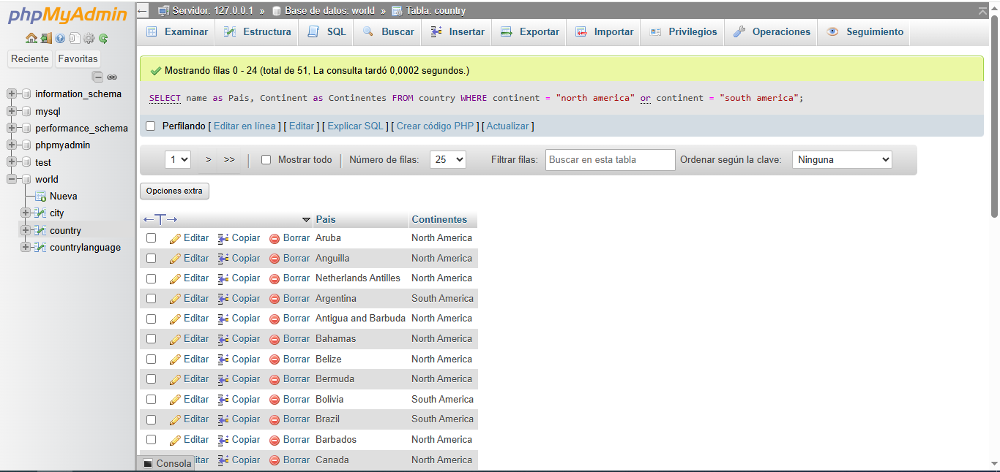 phpMyAdmin
Reciente Favoritas
information_schema
mysql
performance_schema
phpmyadmin
test
world
Nueva
city
country
countrylanguage
Servidor: 127.0.0.1 » Base de datos: world » Tabla: country
Examinar Estructura SQL Buscar Insertar Exportar Importar Privilegios Operaciones Seguimiento
Mostrando filas 0 - 24 (total de 51, La consulta tardó 0,0002 segundos.)
SELECT name as Pais, Continent as Continentes FROM country WHERE continent = "north america" or continent = "south america";
Perfilando [ Editar en línea ] [ Editar ] [ Explicar SQL ] [ Crear código PHP ] [ Actualizar ]
1 > >> | Mostrar todo | Número de filas: 25 Filtrar filas: Buscar en esta tabla Ordenar según la clave: Ninguna
Opciones extra
←T→ Pais Continentes
Editar Copiar Borrar Aruba North America
Editar Copiar Borrar Anguilla North America
Editar Copiar Borrar Netherlands Antilles North America
Editar Copiar Borrar Argentina South America
Editar Copiar Borrar Antigua and Barbuda North America
Editar Copiar Borrar Bahamas North America
Editar Copiar Borrar Belize North America
Editar Copiar Borrar Bermuda North America
Editar Copiar Borrar Bolivia South America
Editar Copiar Borrar Brazil South America
Editar Copiar Borrar Barbados North America
itar Copiar Borrar Canada North America
Consola